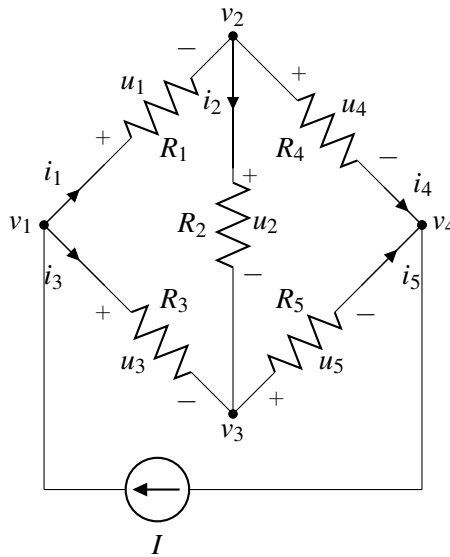 v2
− +
u1 i2 u4
+ R1 + R4 −
i1 i4
v1 R2 u2 v4
i3 R3 − R5 i5
+ −
u3 u5
− +
v3
I